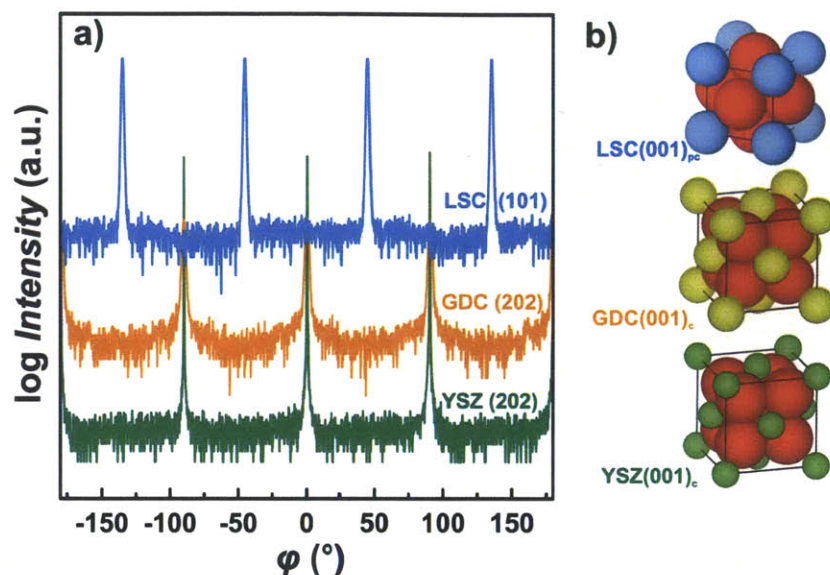 a)
log Intensity (a.u.)
LSC (101)
GDC (202)
YSZ (202)
-150 -100 -50 0 50 100 150
φ (°)
b)
LSC(001)pc
GDC(001)c
YSZ(001)c